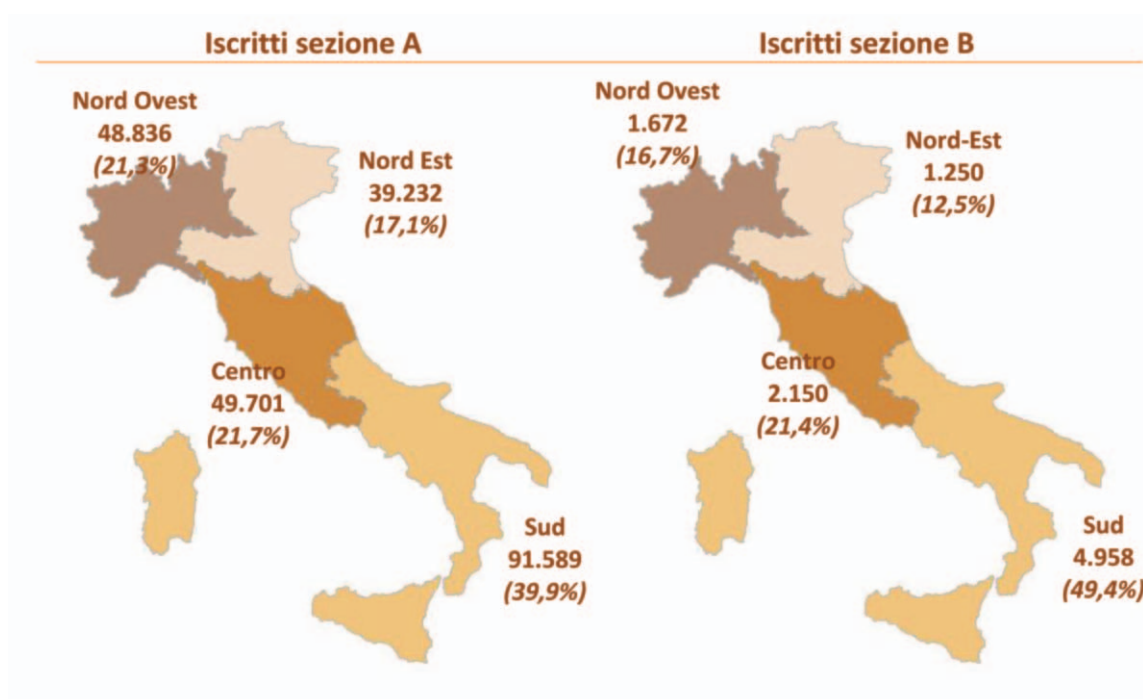 Iscritti sezione A
Nord Ovest
48.836
(21,3%)
Nord Est
39.232
(17,1%)
Centro
49.701
(21,7%)
Sud
91.589
(39,9%)
Iscritti sezione B
Nord Ovest
1.672
(16,7%)
Nord-Est
1.250
(12,5%)
Centro
2.150
(21,4%)
Sud
4.958
(49,4%)